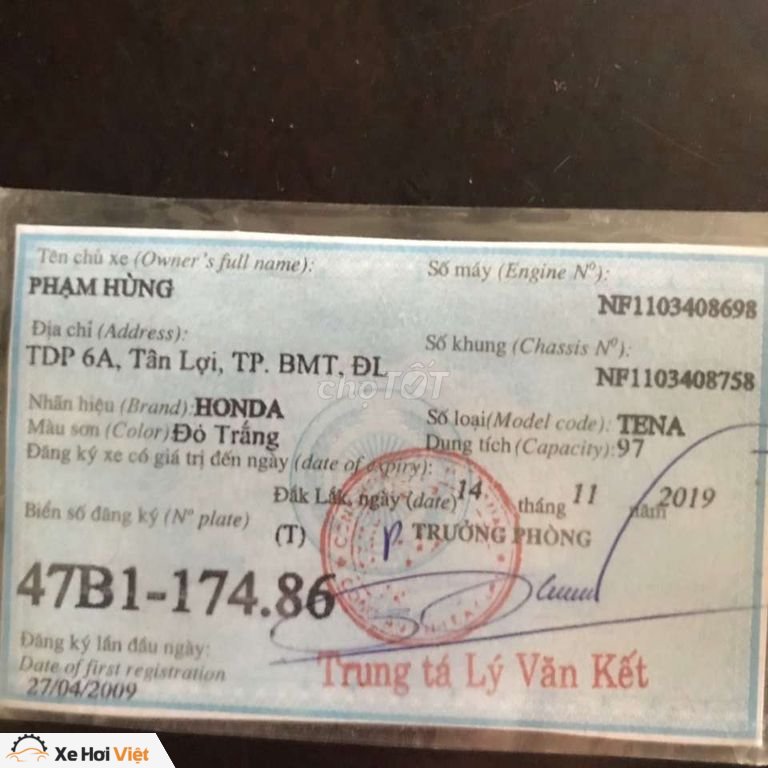 Tên chủ xe (Owner's full name):
PHẠM HÙNG
Số máy (Engine Nº):
NF1103408698
Địa chỉ (Address):
TDP 6A, Tân Lợi, TP. BMT, ĐL
Số khung (Chassis Nº):
NF1103408758
chợTỐT
Nhãn hiệu (Brand): HONDA
Số loại(Model code): TENA
Màu sơn (Color) Đỏ Trắng
Dung tích (Capacity): 97
Đăng ký xe có giá trị đến ngày (date of expiry):
Đắk Lắk, ngày (date) 14 tháng 11 năm 2019
Biển số đăng ký (Nº plate)
(T) P. TRƯỞNG PHÒNG
47B1-174.86
Đăng ký lần đầu ngày:
Date of first registration
27/04/2009
Trung tá Lý Văn Kết
Xe Hơi Việt